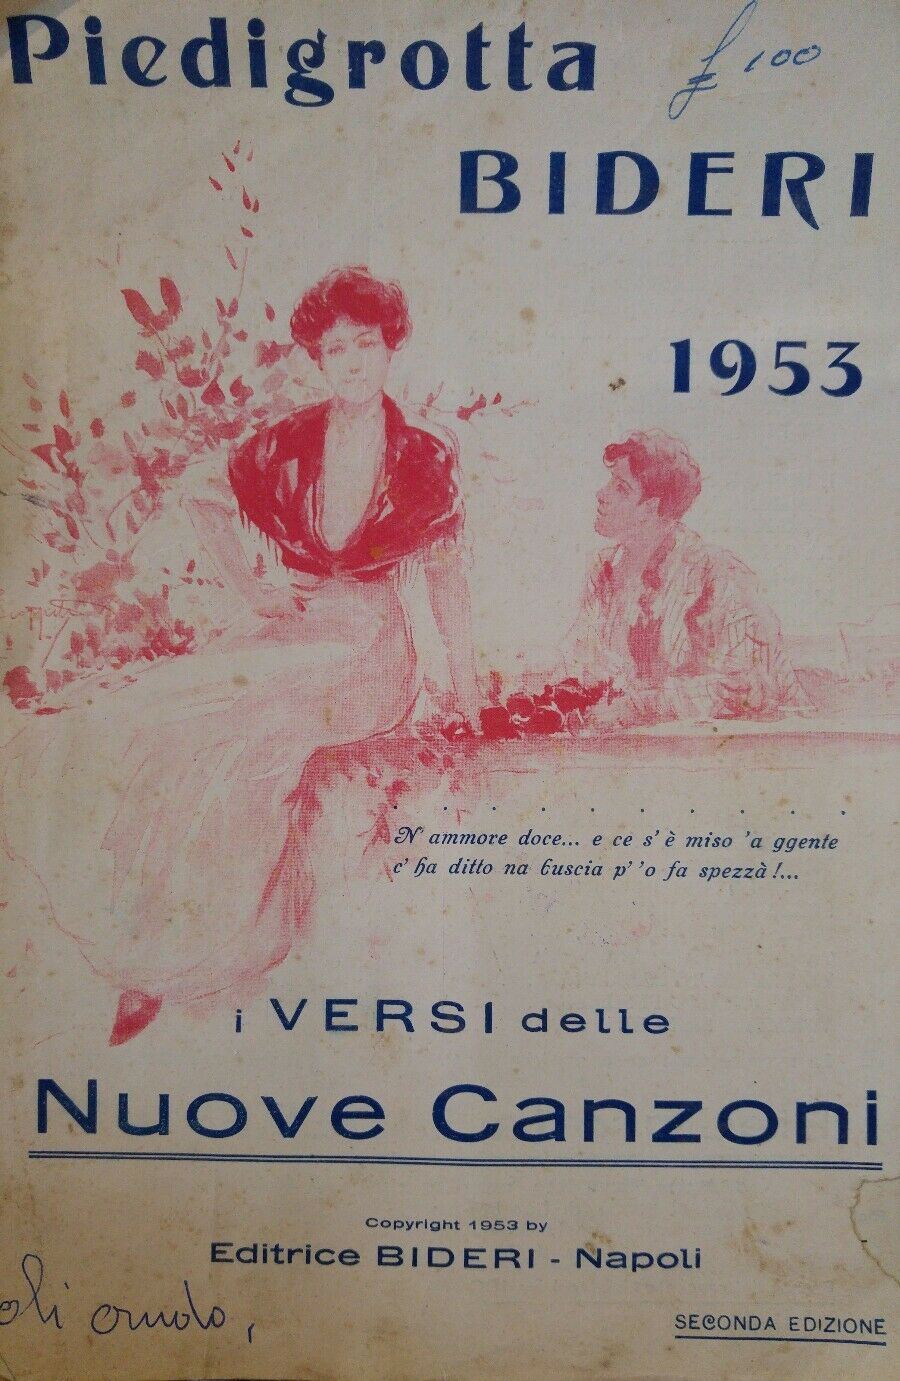 Piedigrotta
£ 100
BIDERI
1953
N' ammore doce... e ce s' è miso 'a ggente
c' ha ditto na buscia p' 'o fa spezzà !...
i VERSI delle
Nuove Canzoni
Copyright 1953 by
Editrice BIDERI - Napoli
SECONDA EDIZIONE